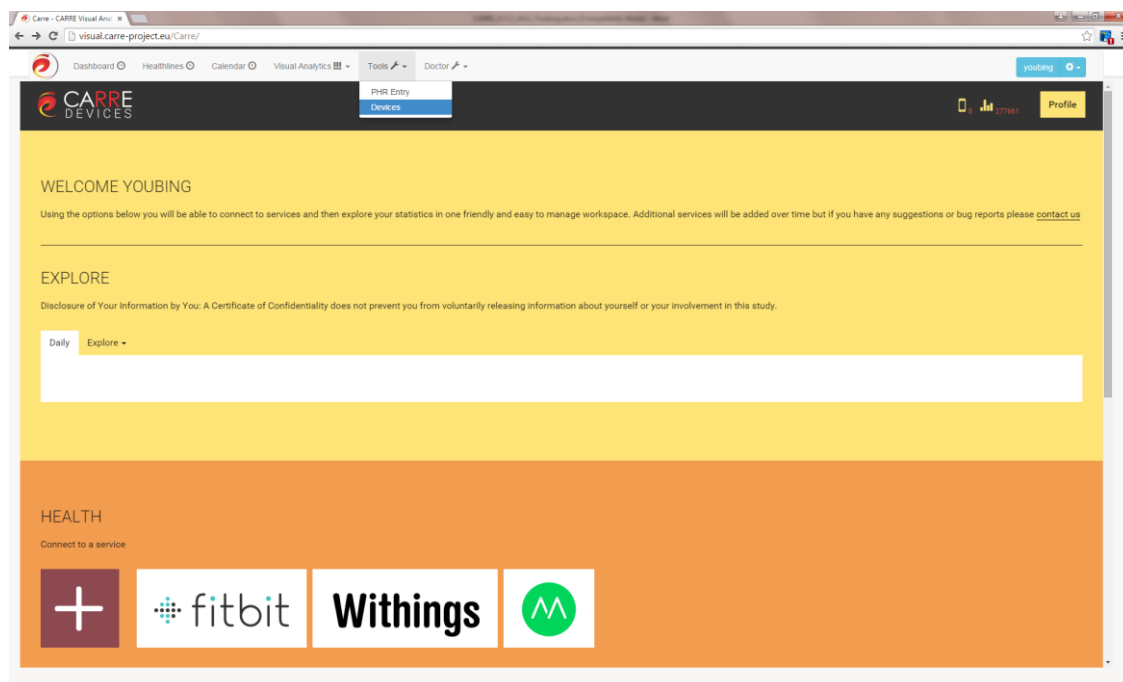 Carre - CARRE Visual Anal
visual.carre-project.eu/Carre/
Dashboard Healthlines Calendar Visual Analytics Tools Doctor youbing
PHR Entry
Devices
CARRE
DEVICES
0 277661 Profile
WELCOME YOUBING
Using the options below you will be able to connect to services and then explore your statistics in one friendly and easy to manage workspace. Additional services will be added over time but if you have any suggestions or bug reports please contact us
EXPLORE
Disclosure of Your Information by You: A Certificate of Confidentiality does not prevent you from voluntarily releasing information about yourself or your involvement in this study.
Daily Explore
HEALTH
Connect to a service
fitbit Withings